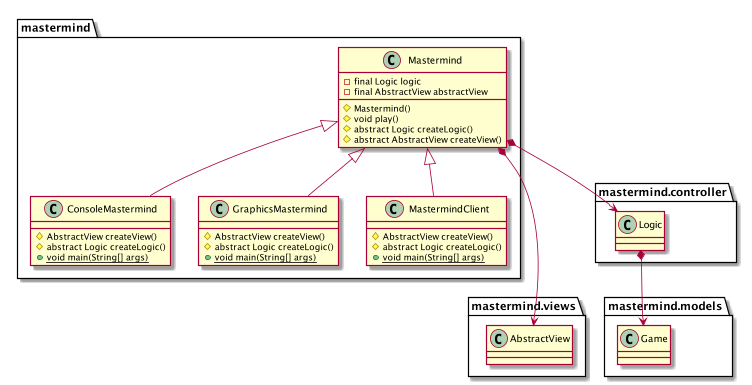 mastermind
C Mastermind
final Logic logic
final AbstractView abstractView
Mastermind()
void play()
abstract Logic createLogic()
abstract AbstractView createView()
C ConsoleMastermind
AbstractView createView()
abstract Logic createLogic()
void main(String[] args)
C GraphicsMastermind
AbstractView createView()
abstract Logic createLogic()
void main(String[] args)
C MastermindClient
AbstractView createView()
abstract Logic createLogic()
void main(String[] args)
mastermind.controller
C Logic
mastermind.views
C AbstractView
mastermind.models
C Game